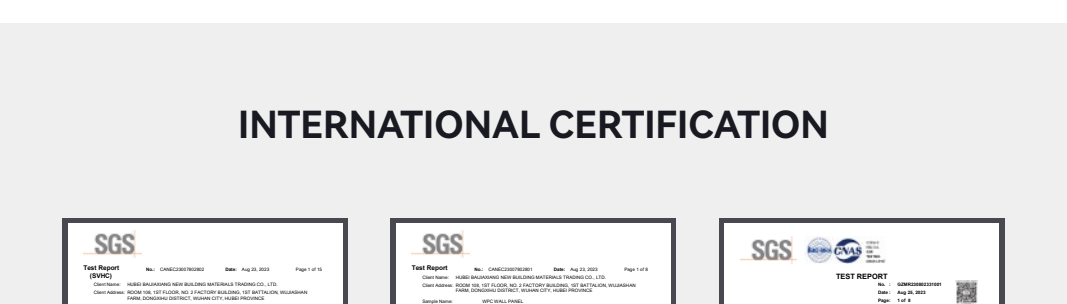 INTERNATIONAL CERTIFICATION
SGS
Test Report
(SVHC)
No.: CANEC23007802802
Date: Aug 23, 2023
Page 1 of 15
Client Name: HUBEI BAIJIAXIANG NEW BUILDING MATERIALS TRADING CO., LTD.
Client Address: ROOM 108, 1ST FLOOR, NO. 2 FACTORY BUILDING, 1ST BATTALION, WUJIASHAN
FARM, DONGXIHU DISTRICT, WUHAN CITY, HUBEI PROVINCE
SGS
Test Report
No.: CANEC23007802801
Date: Aug 23, 2023
Page 1 of 8
Client Name: HUBEI BAIJIAXIANG NEW BUILDING MATERIALS TRADING CO., LTD.
Client Address: ROOM 108, 1ST FLOOR, NO. 2 FACTORY BUILDING, 1ST BATTALION, WUJIASHAN
FARM, DONGXIHU DISTRICT, WUHAN CITY, HUBEI PROVINCE
Sample Name: WPC WALL PANEL
SGS
CNAS
TEST REPORT
No. : GZMR230802331001
Date : Aug 25, 2023
Page: 1 of 8